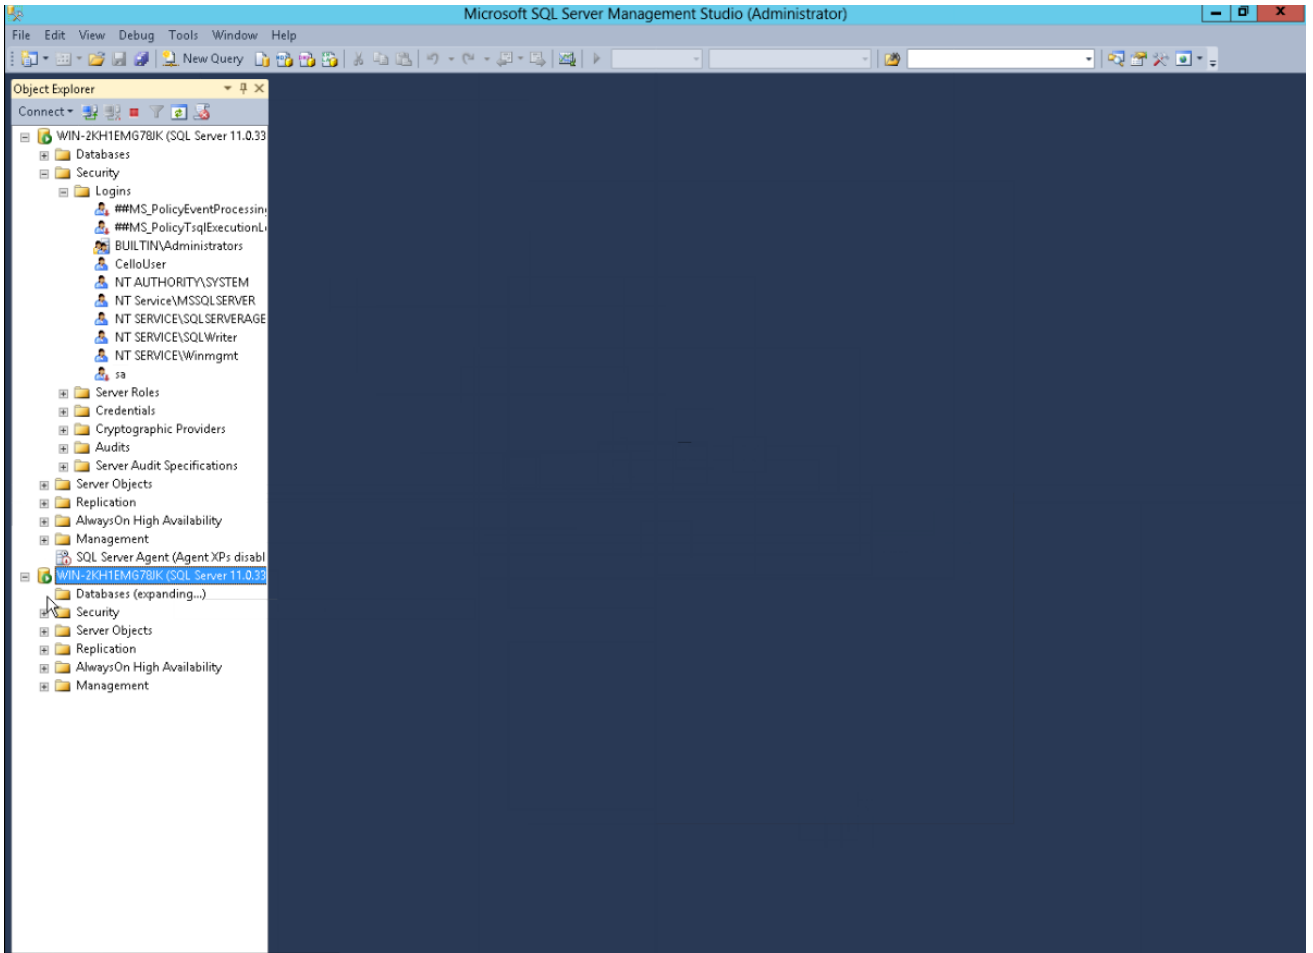 Microsoft SQL Server Management Studio (Administrator)
File Edit View Debug Tools Window Help
New Query
Object Explorer
Connect
WIN-2KH1EMG78JK (SQL Server 11.0.33
Databases
Security
Logins
##MS_PolicyEventProcessin
##MS_PolicyTsqlExecutionL
BUILTIN\Administrators
CelloUser
NT AUTHORITY\SYSTEM
NT Service\MSSQLSERVER
NT SERVICE\SQLSERVERAGE
NT SERVICE\SQLWriter
NT SERVICE\Winmgmt
sa
Server Roles
Credentials
Cryptographic Providers
Audits
Server Audit Specifications
Server Objects
Replication
AlwaysOn High Availability
Management
SQL Server Agent (Agent XPs disabl
WIN-2KH1EMG78JK (SQL Server 11.0.33
Databases (expanding...)
Security
Server Objects
Replication
AlwaysOn High Availability
Management